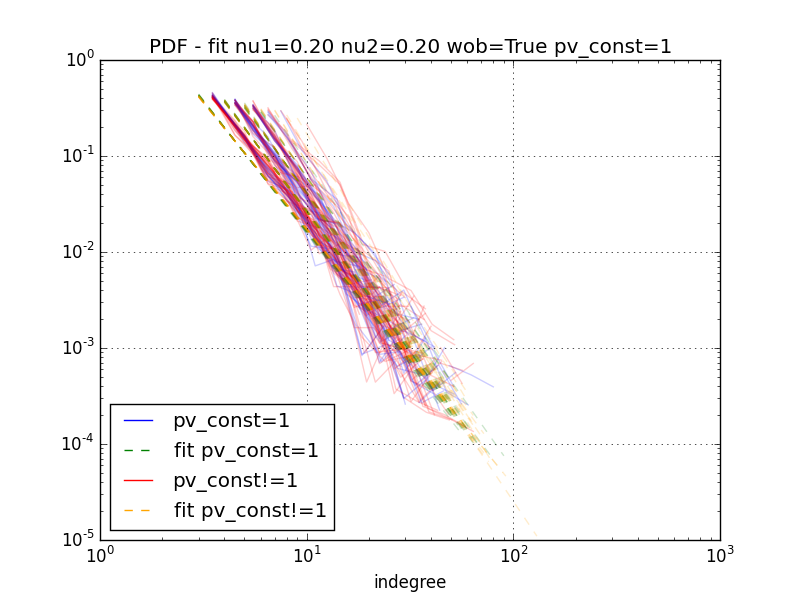 PDF - fit nu1=0.20 nu2=0.20 wob=True pv_const=1
10^0
10^-1
10^-2
10^-3
10^-4
10^-5
pv_const=1
fit pv_const=1
pv_const!=1
fit pv_const!=1
10^0 10^1 10^2 10^3
indegree